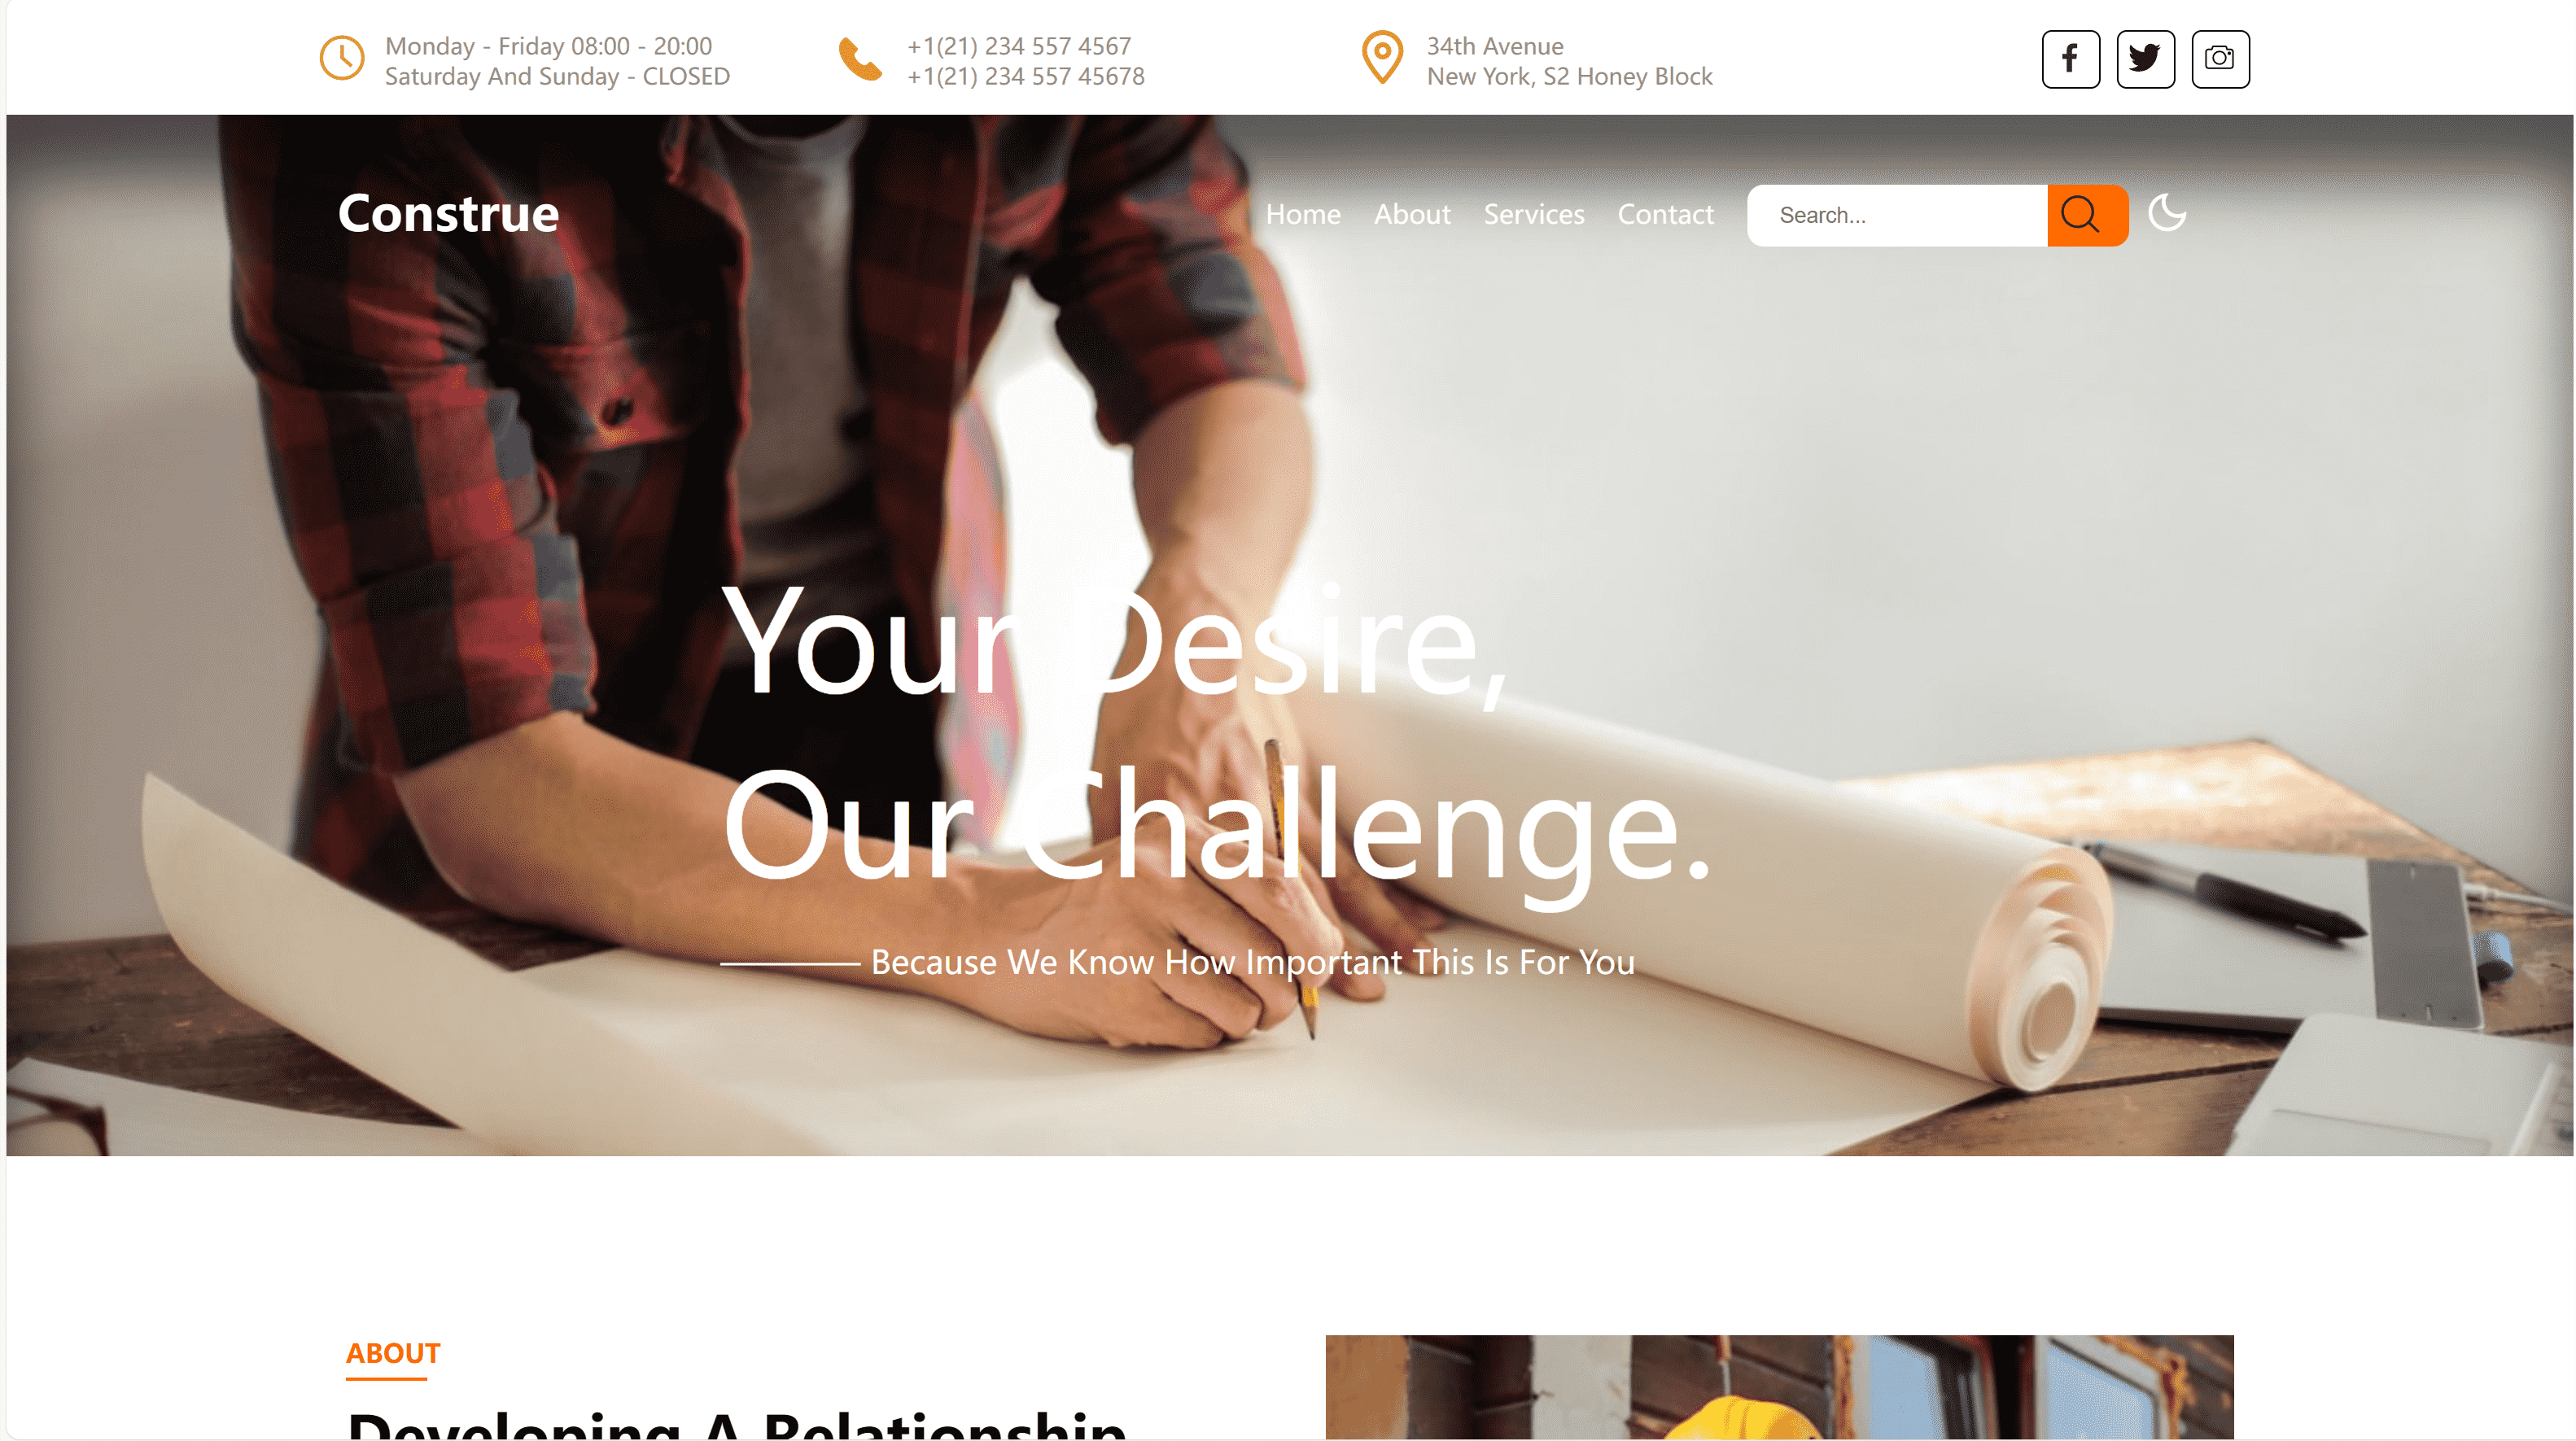 Monday - Friday 08:00 - 20:00
Saturday And Sunday - CLOSED
+1(21) 234 557 4567
+1(21) 234 557 45678
34th Avenue
New York, S2 Honey Block
Construe
Home About Services Contact Search...
Your Desire,
Our Challenge.
Because We Know How Important This Is For You
ABOUT
Developing A Relationship